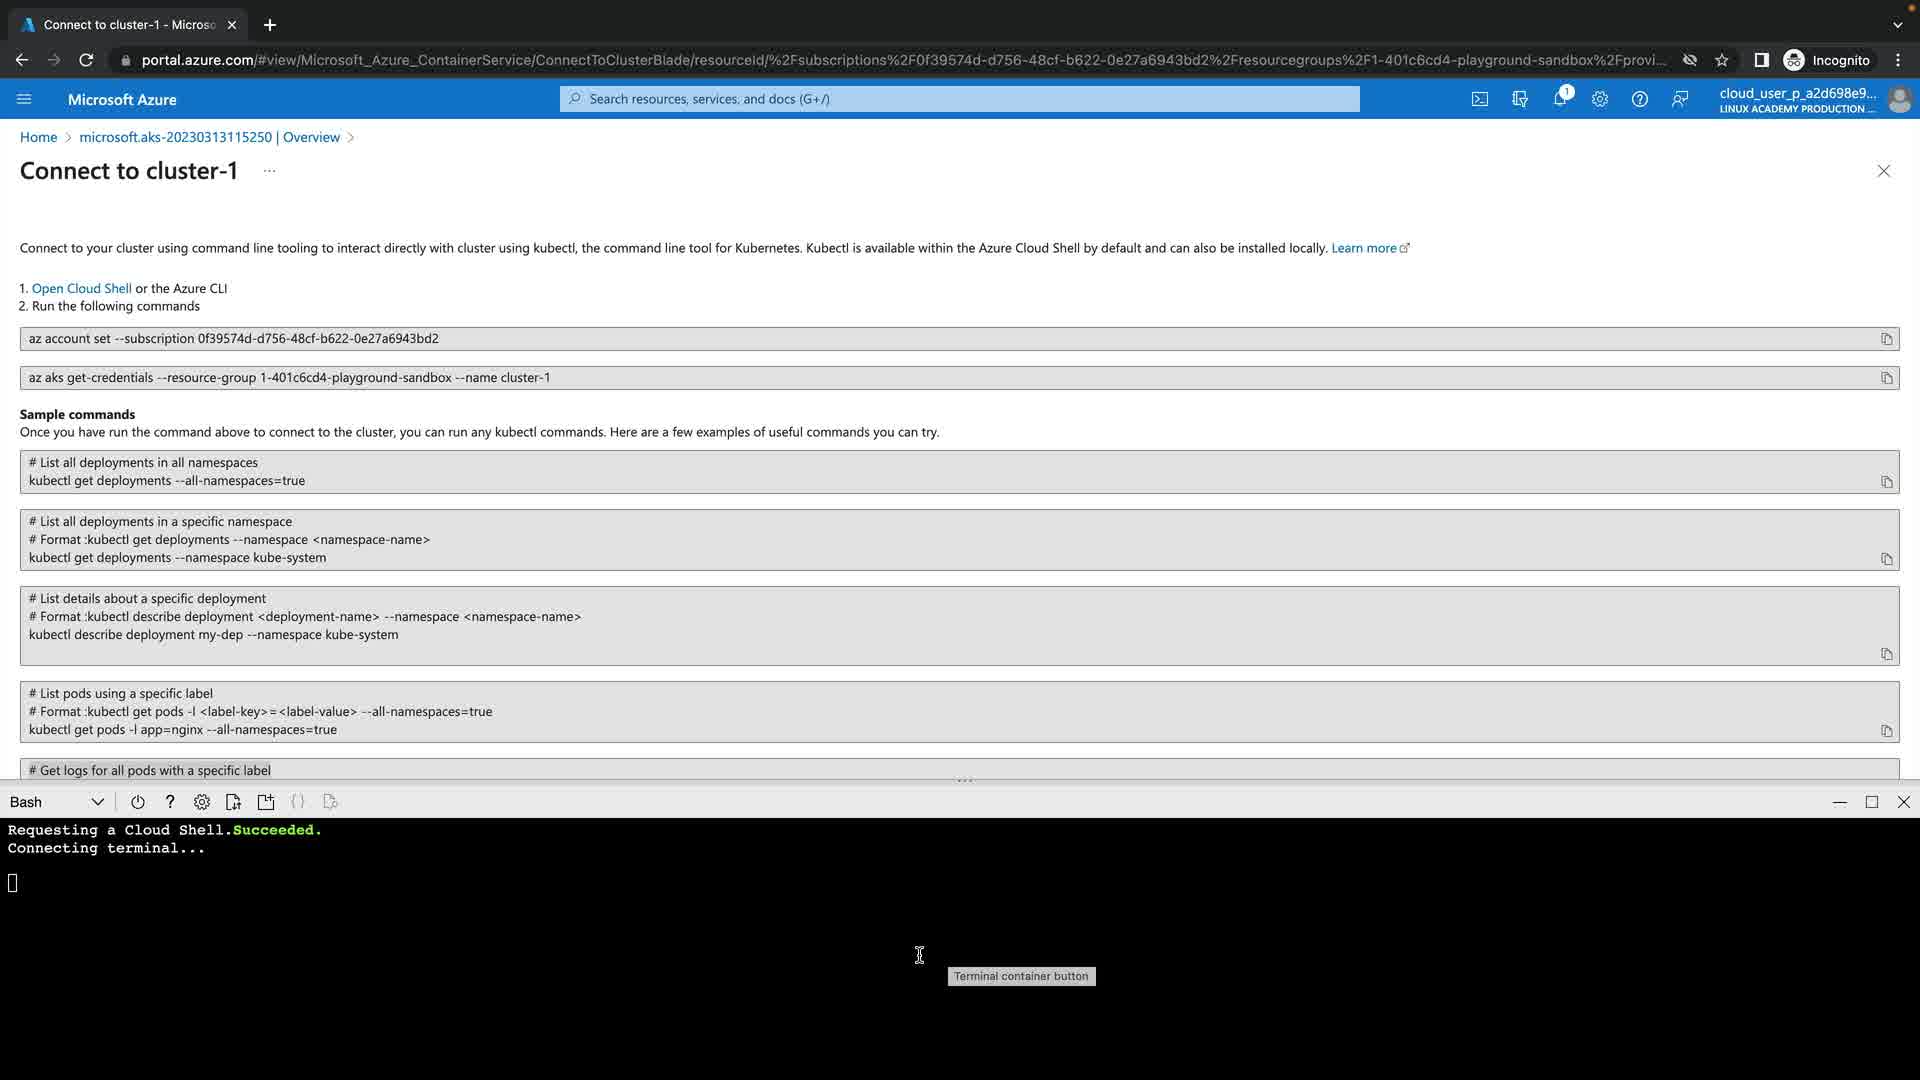 Connect to cluster-1 - Microso
portal.azure.com/#view/Microsoft_Azure_ContainerService/ConnectToClusterBlade/resourceId/%2Fsubscriptions%2F0f39574d-d756-48cf-b622-0e27a6943bd2%2Fresourcegroups%2F1-401c6cd4-playground-sandbox%2Fprovi...
Incognito
Microsoft Azure
Search resources, services, and docs (G+/)
1
cloud_user_p_a2d698e9...
LINUX ACADEMY PRODUCTION ...
Home > microsoft.aks-20230313115250 | Overview >
Connect to cluster-1 ...
Connect to your cluster using command line tooling to interact directly with cluster using kubectl, the command line tool for Kubernetes. Kubectl is available within the Azure Cloud Shell by default and can also be installed locally. Learn more
1. Open Cloud Shell or the Azure CLI
2. Run the following commands
az account set --subscription 0f39574d-d756-48cf-b622-0e27a6943bd2
az aks get-credentials --resource-group 1-401c6cd4-playground-sandbox --name cluster-1
Sample commands
Once you have run the command above to connect to the cluster, you can run any kubectl commands. Here are a few examples of useful commands you can try.
# List all deployments in all namespaces
kubectl get deployments --all-namespaces=true
# List all deployments in a specific namespace
# Format :kubectl get deployments --namespace <namespace-name>
kubectl get deployments --namespace kube-system
# List details about a specific deployment
# Format :kubectl describe deployment <deployment-name> --namespace <namespace-name>
kubectl describe deployment my-dep --namespace kube-system
# List pods using a specific label
# Format :kubectl get pods -l <label-key>=<label-value> --all-namespaces=true
kubectl get pods -l app=nginx --all-namespaces=true
# Get logs for all pods with a specific label
Bash
Requesting a Cloud Shell.Succeeded.
Connecting terminal...
Terminal container button